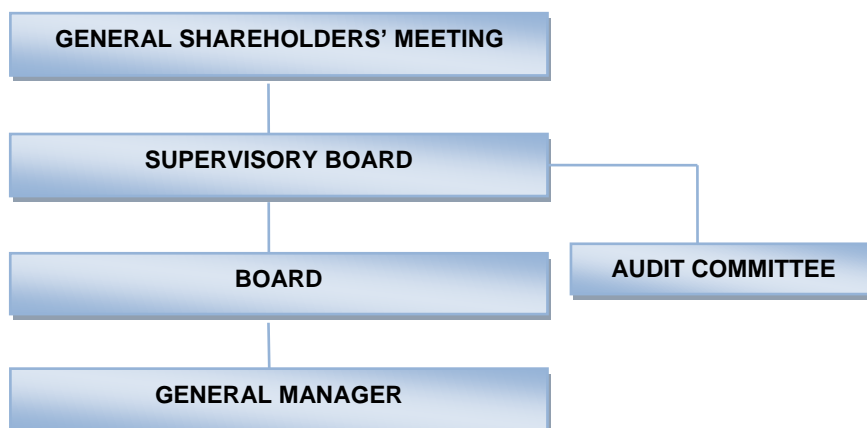 GENERAL SHAREHOLDERS’ MEETING
SUPERVISORY BOARD
BOARD
AUDIT COMMITTEE
GENERAL MANAGER